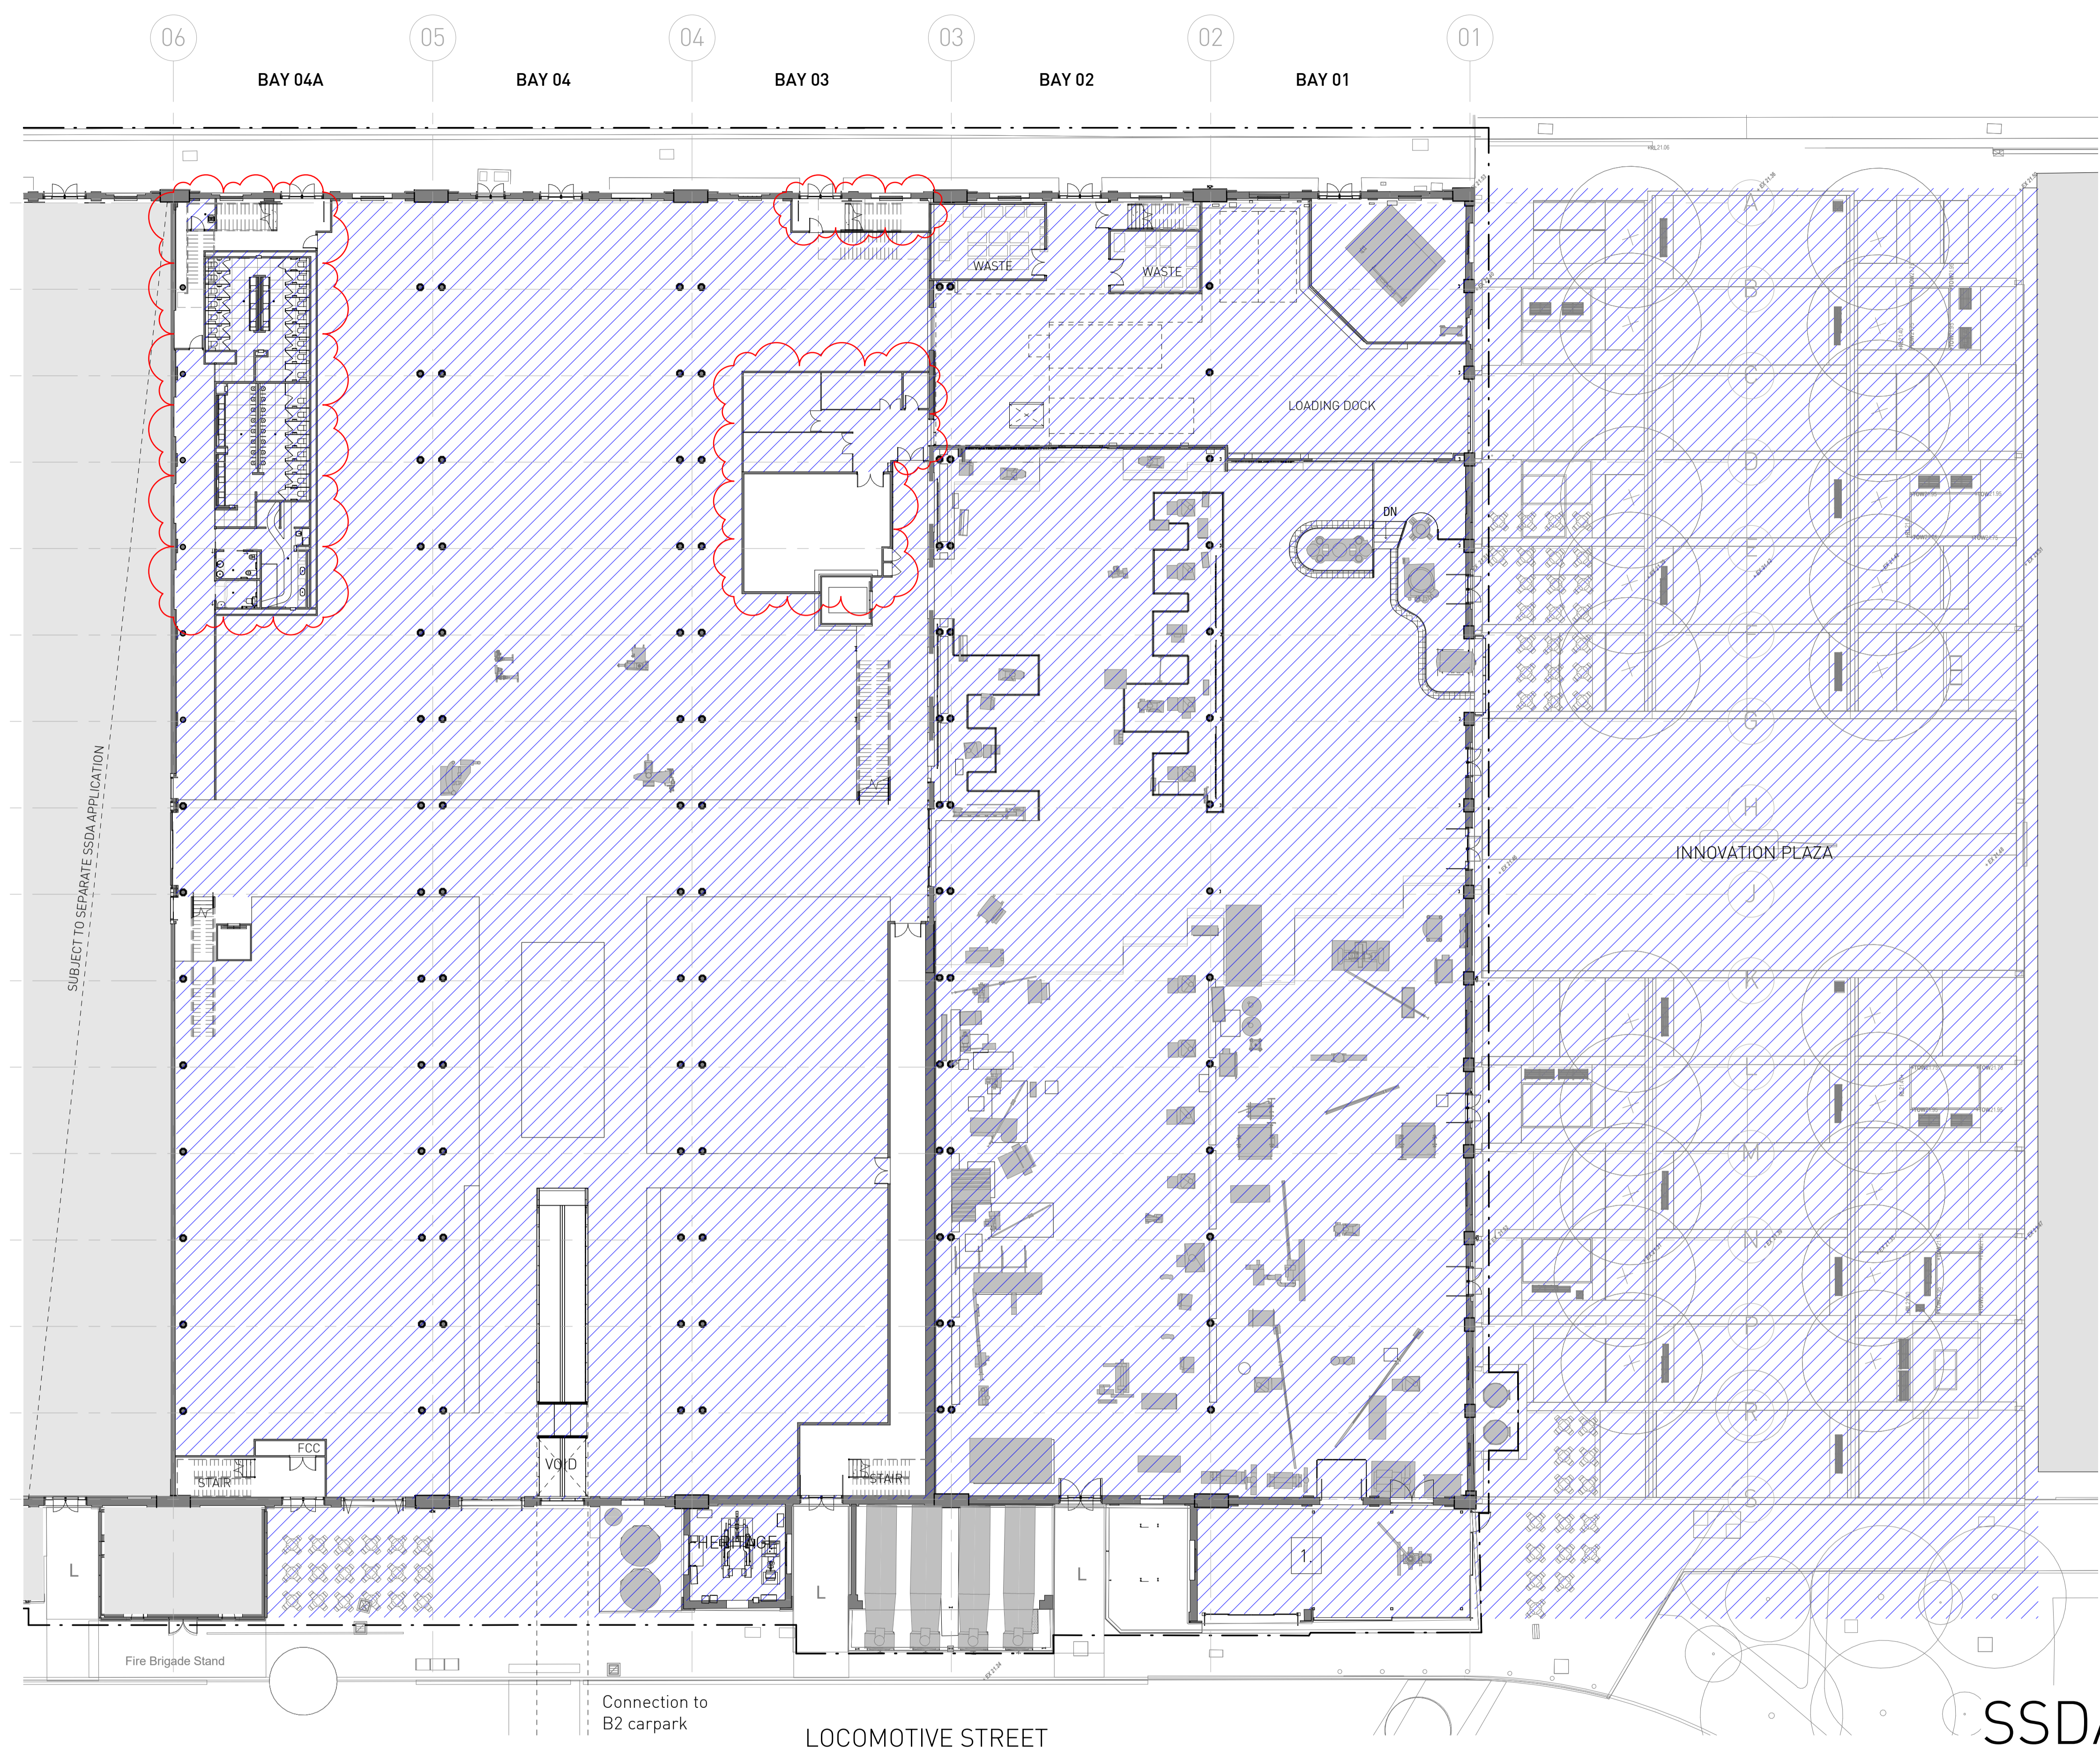 06
05
04
03
02
01
BAY 04A
BAY 04
BAY 03
BAY 02
BAY 01
A
WASTE
WASTE
B
C
LOADING DOCK
D
DN
E
F
G
SUBJECT TO SEPARATE SSDA APPLICATION
H
INNOVATION PLAZA
J
K
L
M
N
P
R
FCC
STAIR
VOID
STAIR
S
HERITAGE
1
L
L
L
Fire Brigade Stand
Connection to
B2 carpark
LOCOMOTIVE STREET
SSDA